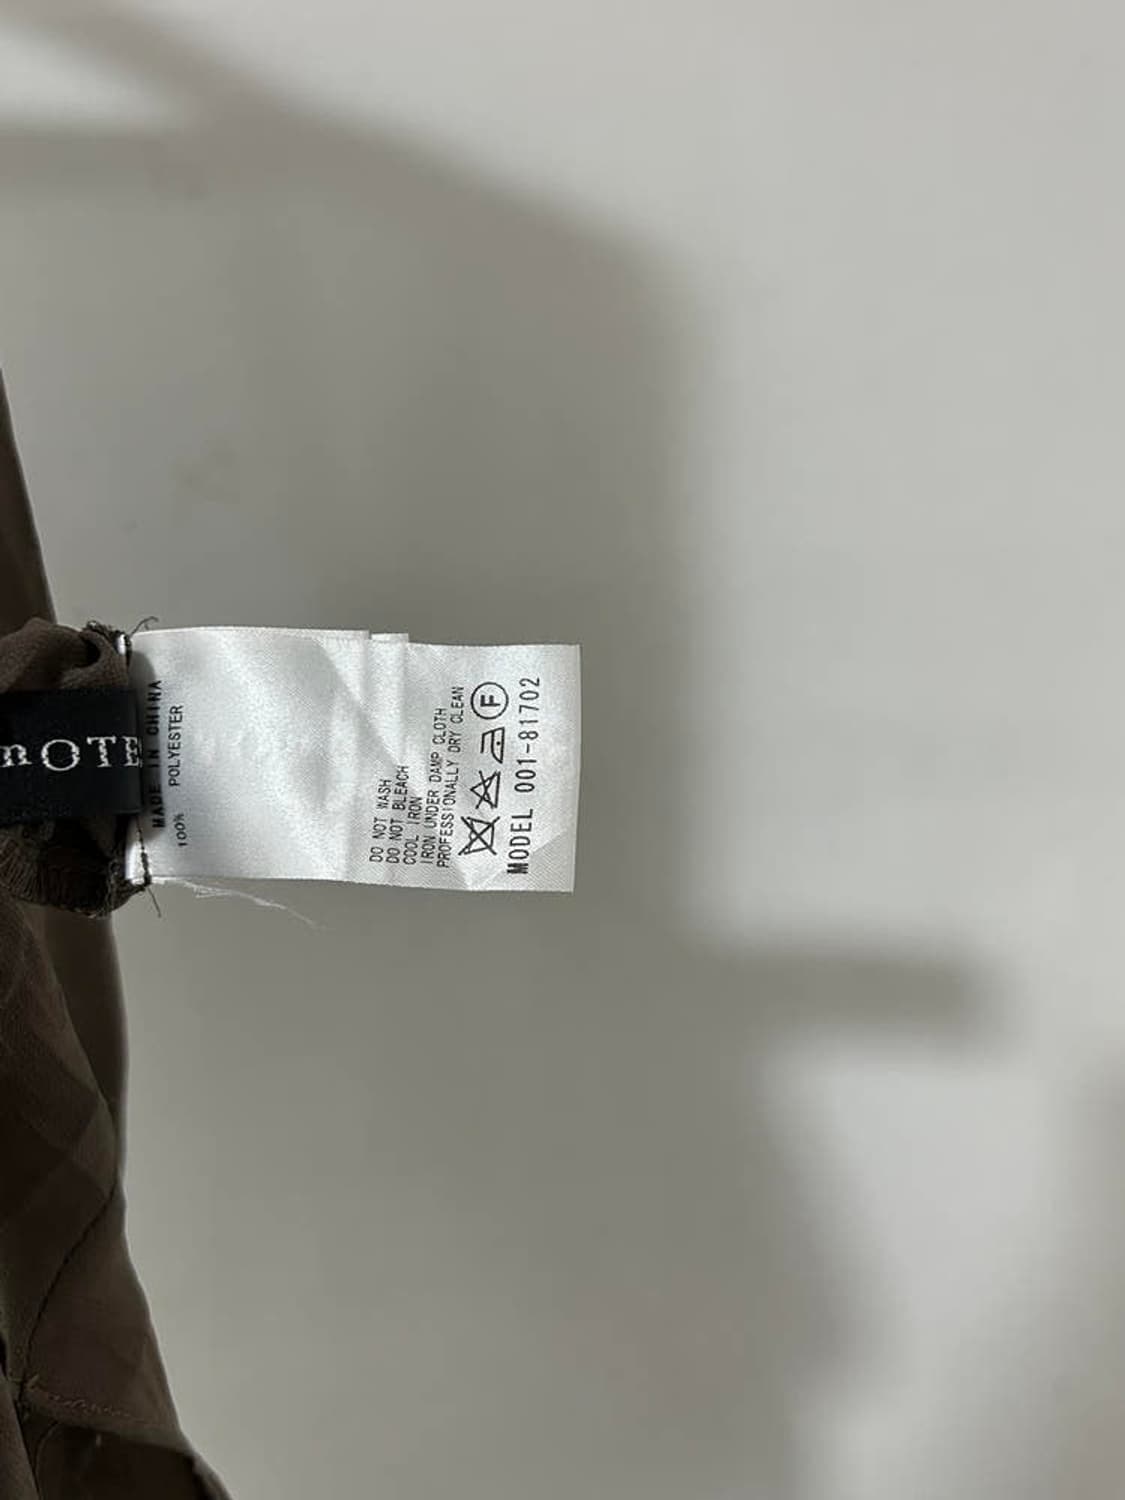 MADE IN CHINA
100% POLYESTER
DO NOT WASH
DO NOT BLEACH
COOL IRON
IRON UNDER DAMP CLOTH
PROFESSIONALLY DRY CLEAN
F
MODEL 001-81702